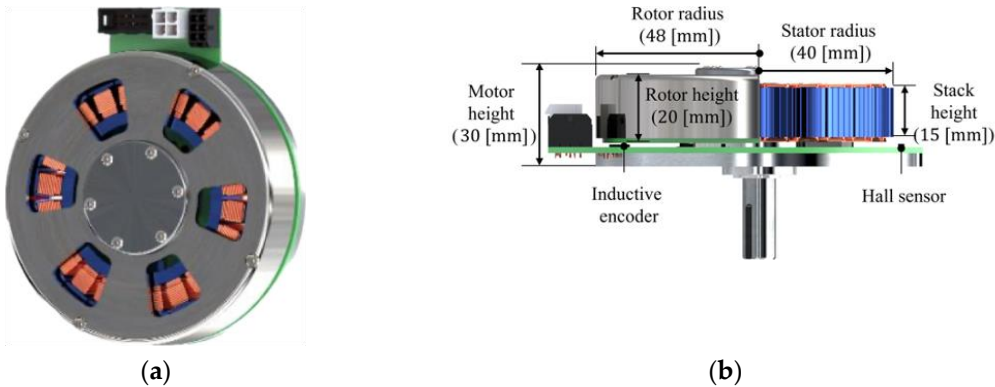 Rotor radius
(48 [mm])
Stator radius
(40 [mm])
Motor
height
(30 [mm])
Rotor height
(20 [mm])
Stack
height
(15 [mm])
Inductive
encoder
Hall sensor
(a)
(b)